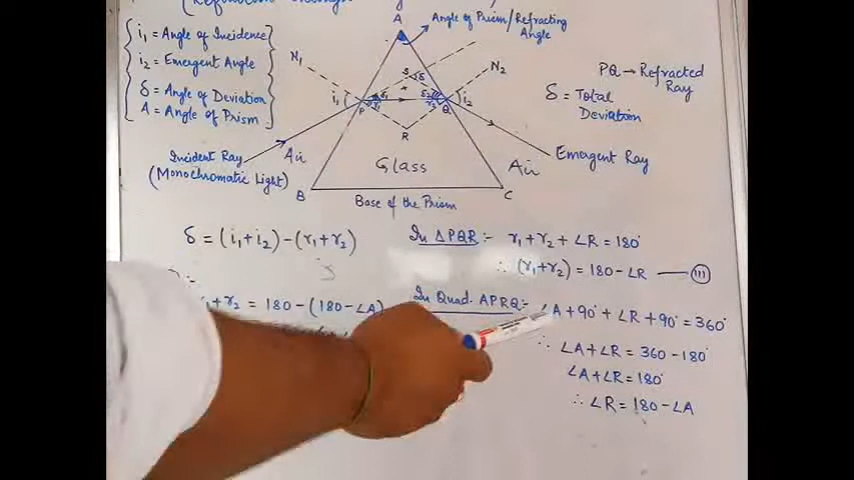 Angle of Prism/Refracting
Angle
i₁ = Angle of Incidence
i₂ = Emergent Angle
δ = Angle of Deviation
A = Angle of Prism
A
N₁
N₂
S
δ
i₁
P
r₁
Q
i₂
R
PQ → Refracted
Ray
δ = Total
Deviation
Incident Ray
(Monochromatic Light)
Air
Glass
Air
Emergent Ray
B
C
Base of the Prism
δ = (i₁+i₂)-(r₁+r₂)
In ΔPQR:- r₁+r₂+∠R = 180°
∴ (r₁+r₂) = 180-∠R — (III)
r₁+r₂ = 180-(180-∠A)
In Quad. APRQ:- ∠A+90°+∠R+90°=360°
∴ ∠A+∠R = 360-180°
∠A+∠R = 180°
∴ ∠R = 180-∠A